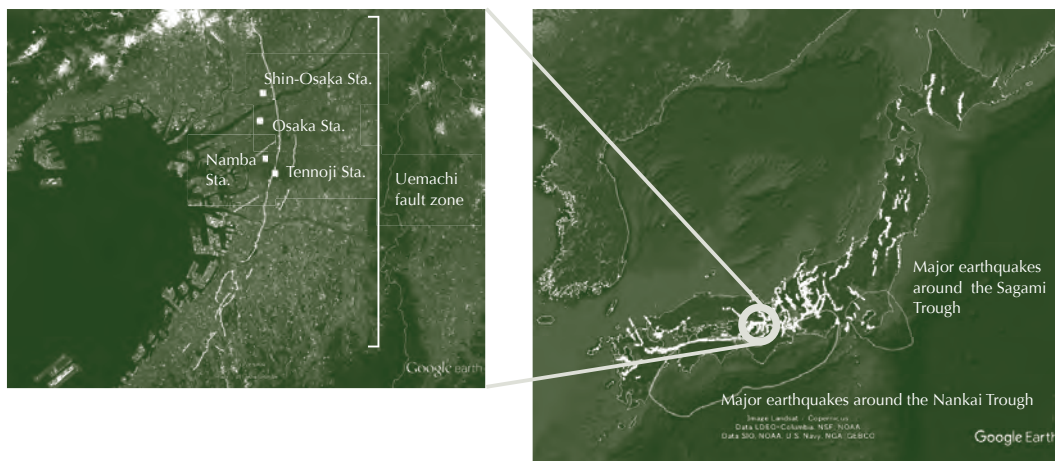 Shin-Osaka Sta.
Osaka Sta.
Namba
Sta.
Tennoji Sta.
Uemachi
fault zone
Google earth
Major earthquakes
around the Sagami
Trough
Major earthquakes around the Nankai Trough
Image Landsat / Copernicus
Data LDEO-Columbia, NSF, NOAA
Data SIO, NOAA, U.S. Navy, NGA, GEBCO
Google Earth